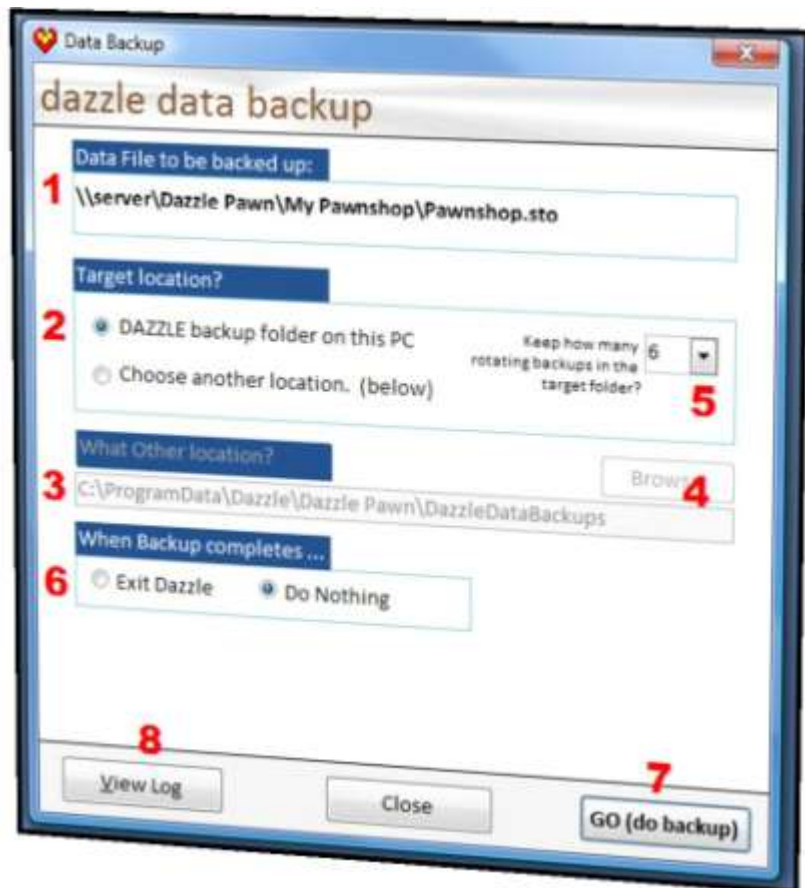 Data Backup
dazzle data backup
Data File to be backed up:
1
\\server\Dazzle Pawn\My Pawnshop\Pawnshop.sto
Target location?
2
DAZZLE backup folder on this PC
Keep how many
rotating backups in the
target folder?
6
Choose another location. (below)
5
What Other location?
4
3
C:\ProgramData\Dazzle\Dazzle Pawn\DazzleDataBackups
When Backup completes ...
6
Exit Dazzle
Do Nothing
8
View Log
Close
7
GO (do backup)